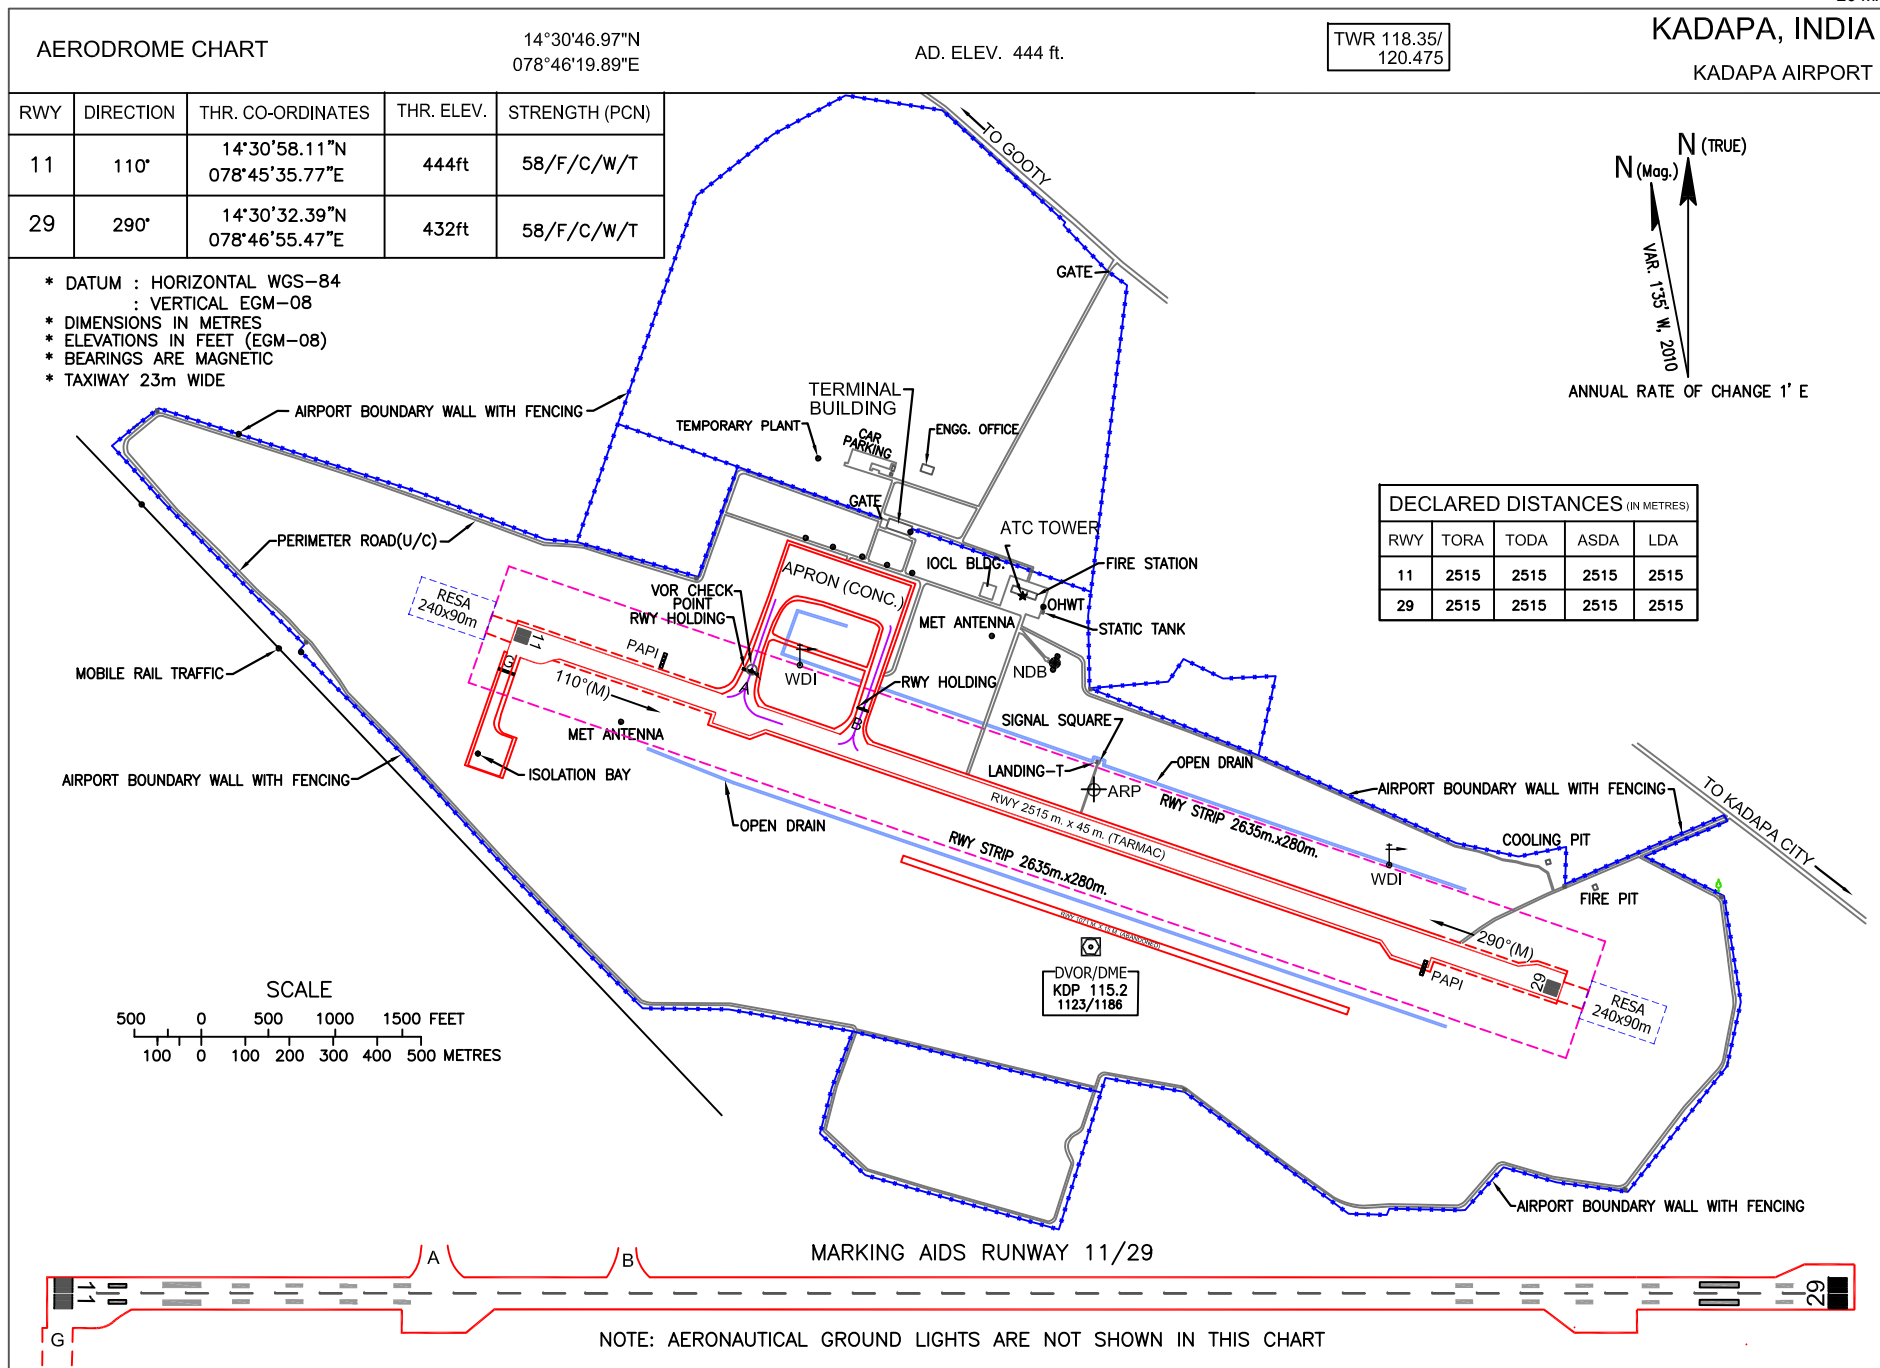 AERODROME CHART
14°30'46.97"N
078°46'19.89"E
AD. ELEV. 444 ft.
TWR 118.35/
120.475
KADAPA, INDIA
KADAPA AIRPORT
RWY DIRECTION THR. CO-ORDINATES THR. ELEV. STRENGTH (PCN)
11 110° 14°30'58.11"N 078°45'35.77"E 444ft 58/F/C/W/T
29 290° 14°30'32.39"N 078°46'55.47"E 432ft 58/F/C/W/T
* DATUM : HORIZONTAL WGS-84
: VERTICAL EGM-08
* DIMENSIONS IN METRES
* ELEVATIONS IN FEET (EGM-08)
* BEARINGS ARE MAGNETIC
* TAXIWAY 23m WIDE
TO GOOTY
GATE
N (Mag.)
N (TRUE)
VAR. 1°35' W, 2010
ANNUAL RATE OF CHANGE 1' E
AIRPORT BOUNDARY WALL WITH FENCING
TERMINAL
BUILDING
TEMPORARY PLANT
CAR
PARKING
ENGG. OFFICE
GATE
ATC TOWER
PERIMETER ROAD(U/C)
IOCL BLDG.
FIRE STATION
APRON (CONC.)
VOR CHECK
POINT
RWY HOLDING
OHWT
MET ANTENNA
STATIC TANK
DECLARED DISTANCES (IN METRES)
RWY TORA TODA ASDA LDA
11 2515 2515 2515 2515
29 2515 2515 2515 2515
RESA
240x90m
11
G
PAPI
110°(M)
MOBILE RAIL TRAFFIC
WDI
A
B
RWY HOLDING
NDB
MET ANTENNA
ISOLATION BAY
AIRPORT BOUNDARY WALL WITH FENCING
SIGNAL SQUARE
LANDING-T
ARP
OPEN DRAIN
OPEN DRAIN
RWY 2515 m. x 45 m. (TARMAC)
RWY STRIP 2635m.x280m.
RWY STRIP 2635m.x280m.
AIRPORT BOUNDARY WALL WITH FENCING
TO KADAPA CITY
COOLING PIT
WDI
FIRE PIT
290°(M)
PAPI
29
RESA
240x90m
DVOR/DME
KDP 115.2
1123/1186
SCALE
500 0 500 1000 1500 FEET
100 0 100 200 300 400 500 METRES
AIRPORT BOUNDARY WALL WITH FENCING
MARKING AIDS RUNWAY 11/29
A
B
11
29
G
NOTE: AERONAUTICAL GROUND LIGHTS ARE NOT SHOWN IN THIS CHART